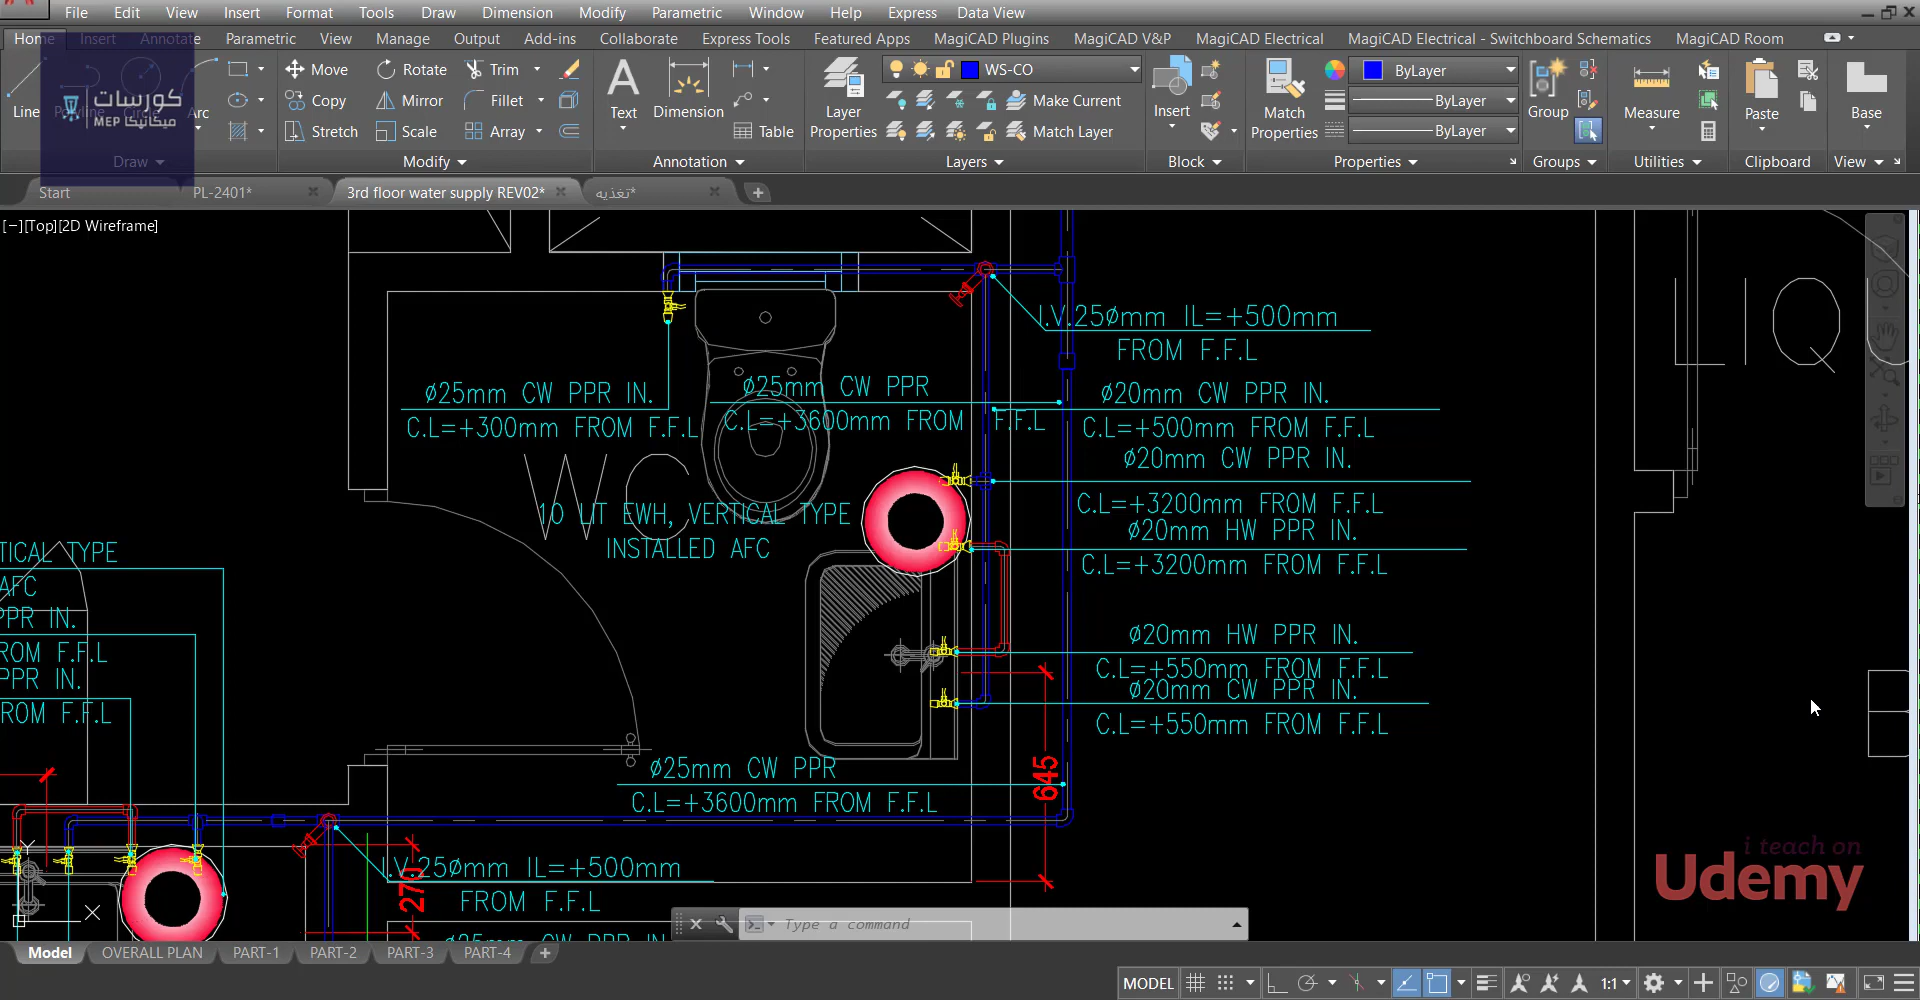 File Edit View Insert Format Tools Draw Dimension Modify Parametric Window Help Express Data View
Home Insert Annotate Parametric View Manage Output Add-ins Collaborate Express Tools Featured Apps MagiCAD Plugins MagiCAD V&P MagiCAD Electrical MagiCAD Electrical - Switchboard Schematics MagiCAD Room
كورسات
MEP ميكانيكا
Line Polyline Circle Arc
Draw
Move Rotate Trim
Copy Mirror Fillet
Stretch Scale Array
Modify
Text Dimension Table
Annotation
Layer Properties
WS-CO
Make Current
Match Layer
Layers
Insert
Block
Match Properties
ByLayer
ByLayer
ByLayer
Properties
Group
Groups
Measure
Utilities
Paste
Clipboard
Base
View
Start PL-2401* 3rd floor water supply REV02* تغذيه*
[−][Top][2D Wireframe]
I.V.25ømm IL=+500mm
FROM F.F.L
ø25mm CW PPR IN.
C.L=+300mm FROM F.F.L
ø25mm CW PPR
C.L=+3600mm FROM F.F.L
ø20mm CW PPR IN.
C.L=+500mm FROM F.F.L
ø20mm CW PPR IN.
C.L=+3200mm FROM F.F.L
ø20mm HW PPR IN.
C.L=+3200mm FROM F.F.L
WC
10 LIT EWH, VERTICAL TYPE
INSTALLED AFC
TICAL TYPE
AFC
PPR IN.
ROM F.F.L
PPR IN.
ROM F.F.L
ø20mm HW PPR IN.
C.L=+550mm FROM F.F.L
ø20mm CW PPR IN.
C.L=+550mm FROM F.F.L
645
ø25mm CW PPR
C.L=+3600mm FROM F.F.L
I.V.25ømm IL=+500mm
FROM F.F.L
270
LIQU
Y
i teach on
Udemy
Type a command
Model OVERALL PLAN PART-1 PART-2 PART-3 PART-4
MODEL 1:1